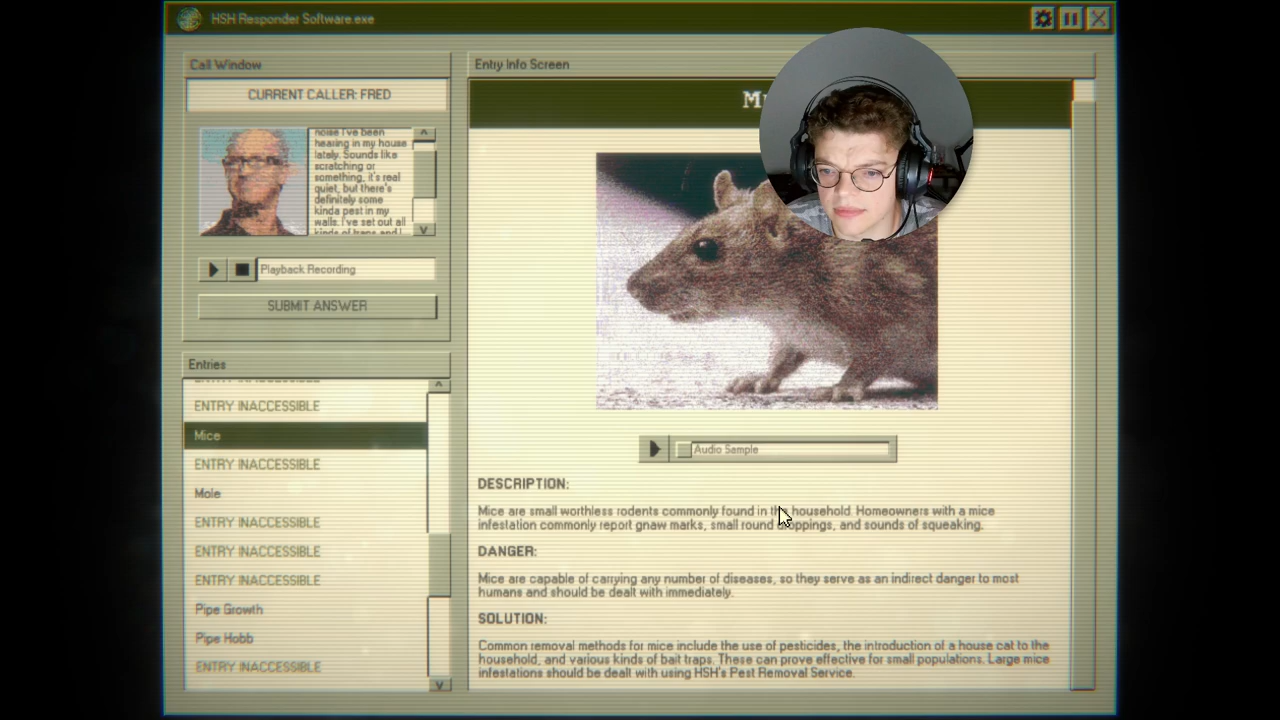 HSH Responder Software.exe
Call Window
CURRENT CALLER: FRED
noise I've been
hearing in my house
lately. Sounds like
scratching or
something, it's real
quiet, but there's
definitely some
kinda pest in my
walls. I've set out all
kinds of traps and I
Playback Recording
SUBMIT ANSWER
Entries
ENTRY INACCESSIBLE
ENTRY INACCESSIBLE
Mice
ENTRY INACCESSIBLE
Mole
ENTRY INACCESSIBLE
ENTRY INACCESSIBLE
ENTRY INACCESSIBLE
Pipe Growth
Pipe Hobb
ENTRY INACCESSIBLE
Entry Info Screen
Audio Sample
DESCRIPTION:
Mice are small worthless rodents commonly found in the household. Homeowners with a mice
infestation commonly report gnaw marks, small round droppings, and sounds of squeaking.
DANGER:
Mice are capable of carrying any number of diseases, so they serve as an indirect danger to most
humans and should be dealt with immediately.
SOLUTION:
Common removal methods for mice include the use of pesticides, the introduction of a house cat to the
household, and various kinds of bait traps. These can prove effective for small populations. Large mice
infestations should be dealt with using HSH's Pest Removal Service.